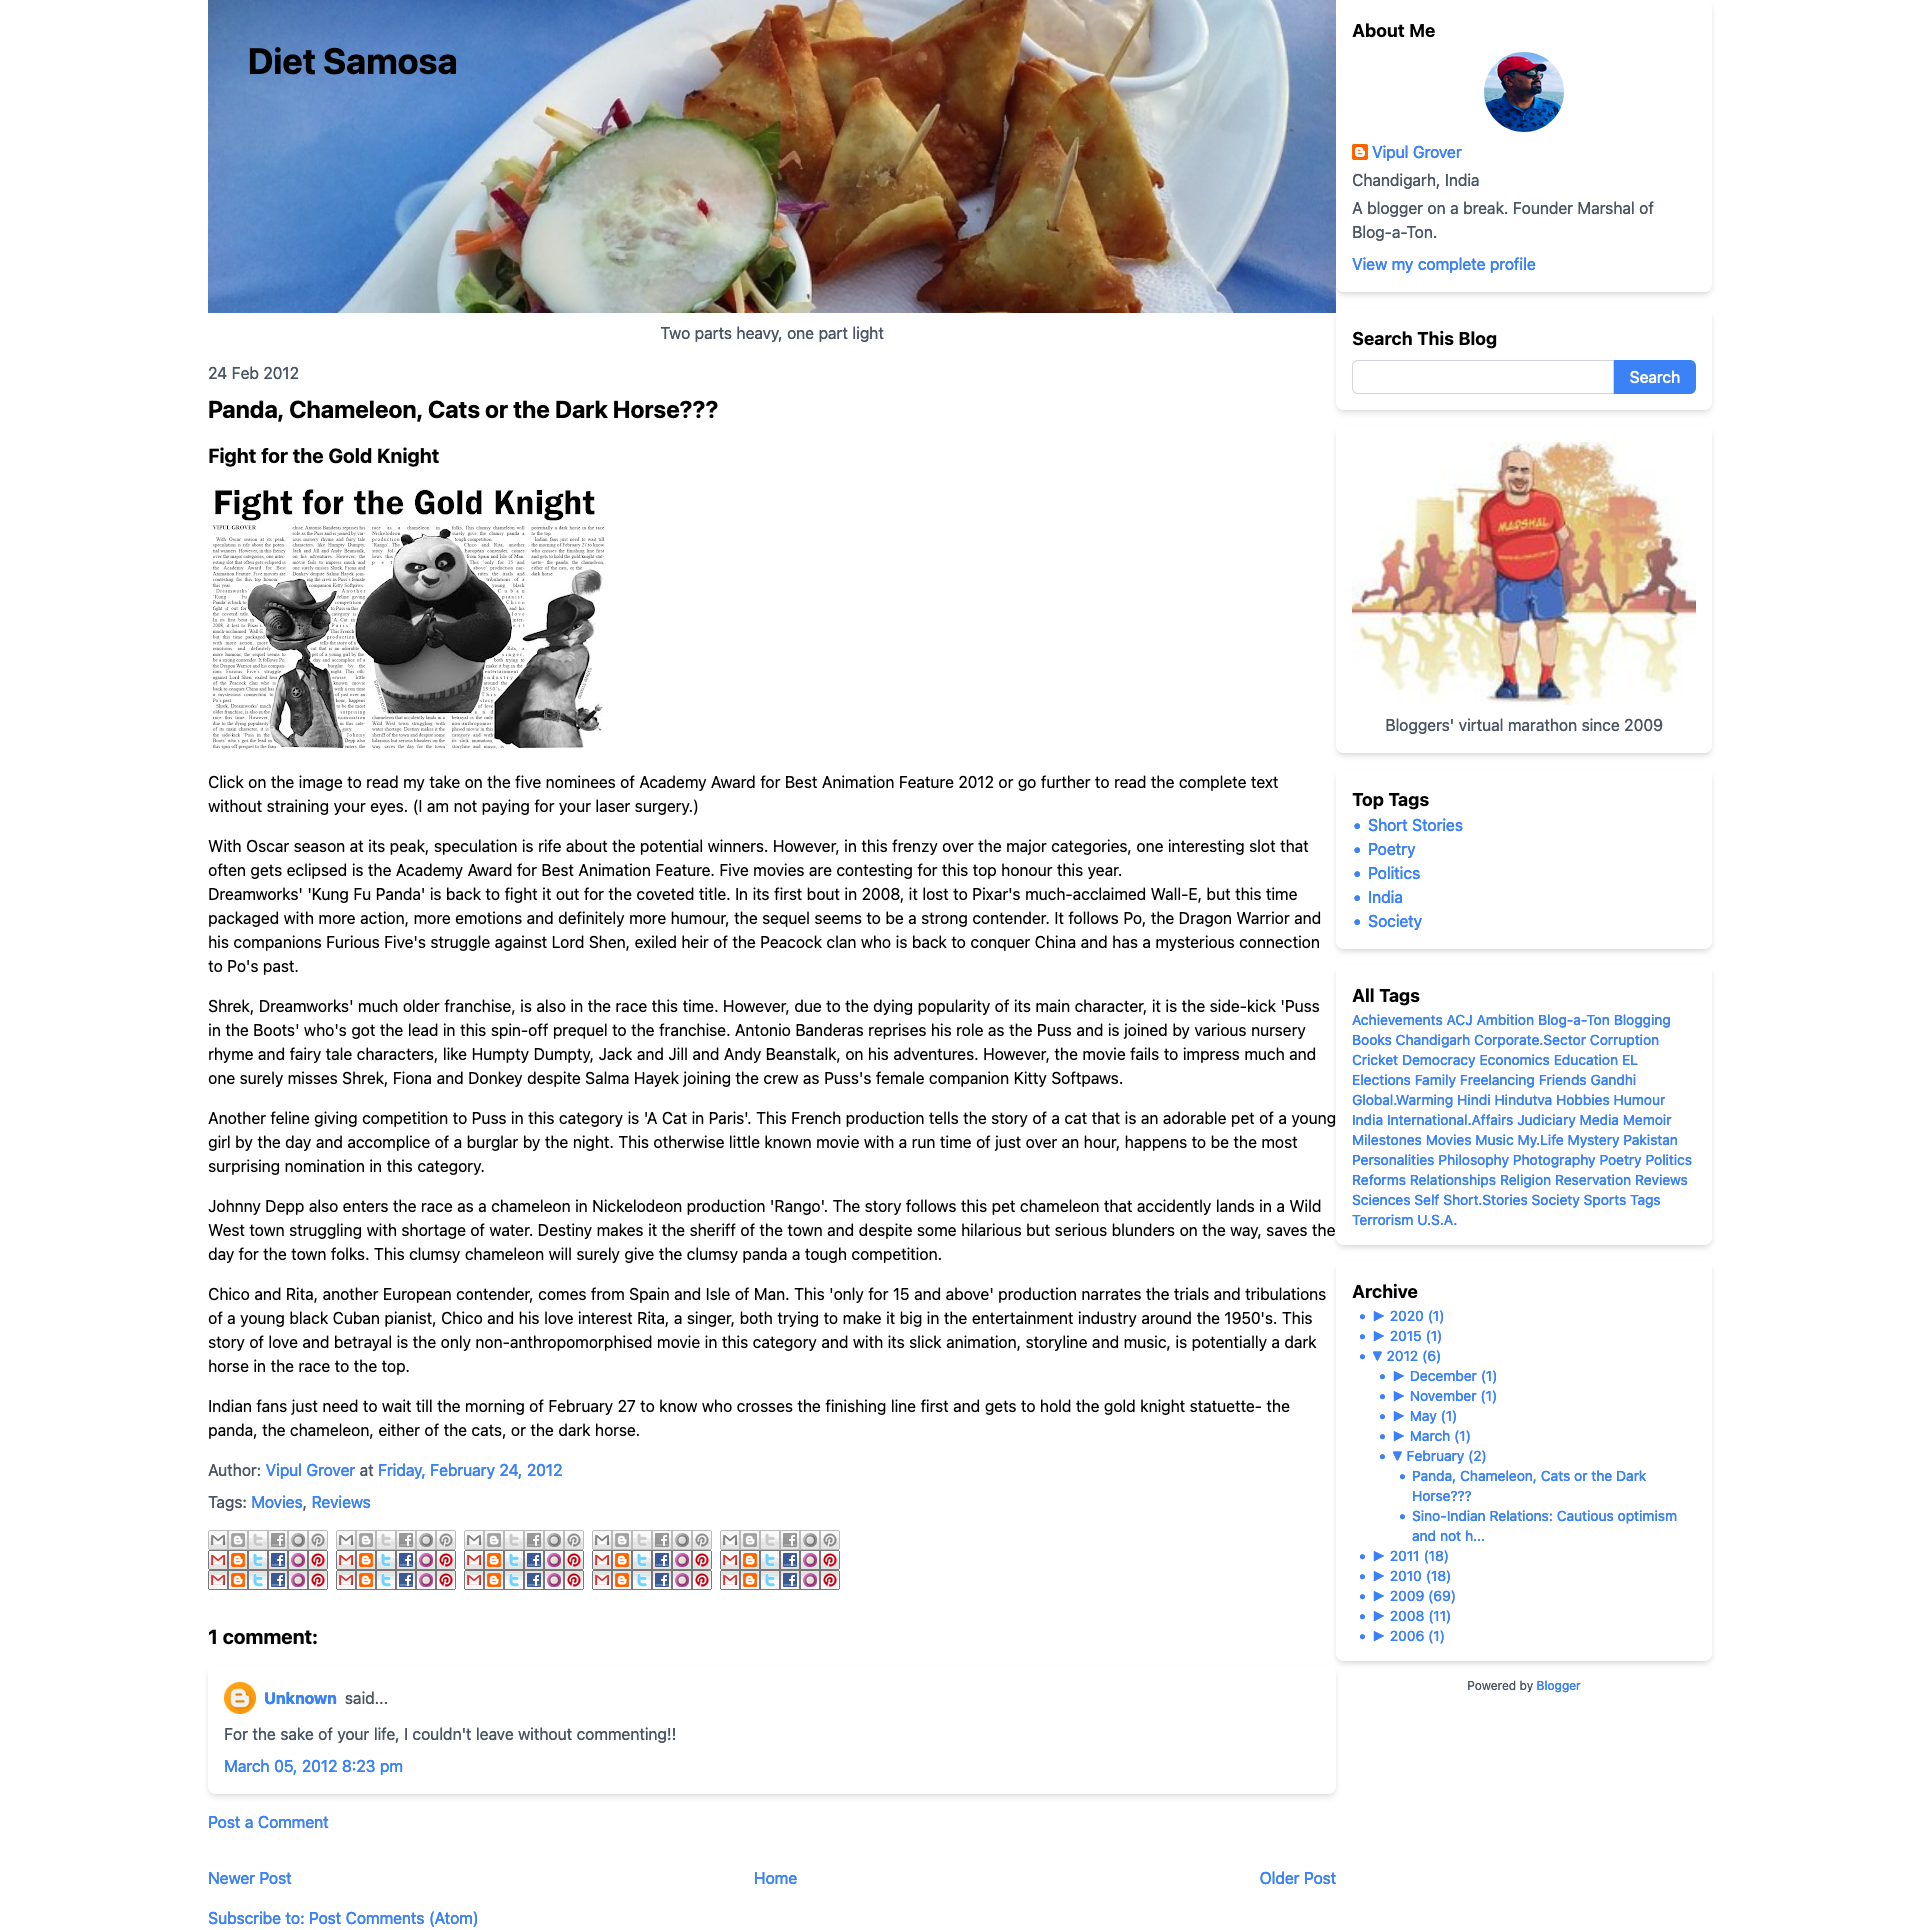 Diet Samosa
Two parts heavy, one part light
24 Feb 2012
Panda, Chameleon, Cats or the Dark Horse???
Fight for the Gold Knight
Fight for the Gold Knight
VIPUL GROVER
Click on the image to read my take on the five nominees of Academy Award for Best Animation Feature 2012 or go further to read the complete text
without straining your eyes. (I am not paying for your laser surgery.)
With Oscar season at its peak, speculation is rife about the potential winners. However, in this frenzy over the major categories, one interesting slot that
often gets eclipsed is the Academy Award for Best Animation Feature. Five movies are contesting for this top honour this year.
Dreamworks' 'Kung Fu Panda' is back to fight it out for the coveted title. In its first bout in 2008, it lost to Pixar's much-acclaimed Wall-E, but this time
packaged with more action, more emotions and definitely more humour, the sequel seems to be a strong contender. It follows Po, the Dragon Warrior and
his companions Furious Five's struggle against Lord Shen, exiled heir of the Peacock clan who is back to conquer China and has a mysterious connection
to Po's past.
Shrek, Dreamworks' much older franchise, is also in the race this time. However, due to the dying popularity of its main character, it is the side-kick 'Puss
in the Boots' who's got the lead in this spin-off prequel to the franchise. Antonio Banderas reprises his role as the Puss and is joined by various nursery
rhyme and fairy tale characters, like Humpty Dumpty, Jack and Jill and Andy Beanstalk, on his adventures. However, the movie fails to impress much and
one surely misses Shrek, Fiona and Donkey despite Salma Hayek joining the crew as Puss's female companion Kitty Softpaws.
Another feline giving competition to Puss in this category is 'A Cat in Paris'. This French production tells the story of a cat that is an adorable pet of a young
girl by the day and accomplice of a burglar by the night. This otherwise little known movie with a run time of just over an hour, happens to be the most
surprising nomination in this category.
Johnny Depp also enters the race as a chameleon in Nickelodeon production 'Rango'. The story follows this pet chameleon that accidently lands in a Wild
West town struggling with shortage of water. Destiny makes it the sheriff of the town and despite some hilarious but serious blunders on the way, saves the
day for the town folks. This clumsy chameleon will surely give the clumsy panda a tough competition.
Chico and Rita, another European contender, comes from Spain and Isle of Man. This 'only for 15 and above' production narrates the trials and tribulations
of a young black Cuban pianist, Chico and his love interest Rita, a singer, both trying to make it big in the entertainment industry around the 1950's. This
story of love and betrayal is the only non-anthropomorphised movie in this category and with its slick animation, storyline and music, is potentially a dark
horse in the race to the top.
Indian fans just need to wait till the morning of February 27 to know who crosses the finishing line first and gets to hold the gold knight statuette- the
panda, the chameleon, either of the cats, or the dark horse.
Author: Vipul Grover at Friday, February 24, 2012
Tags: Movies, Reviews
1 comment:
Unknown said...
For the sake of your life, I couldn't leave without commenting!!
March 05, 2012 8:23 pm
Post a Comment
Newer Post
Home
Older Post
Subscribe to: Post Comments (Atom)
About Me
Vipul Grover
Chandigarh, India
A blogger on a break. Founder Marshal of
Blog-a-Ton.
View my complete profile
Search This Blog
Search
MARSHAL
Bloggers' virtual marathon since 2009
Top Tags
• Short Stories
• Poetry
• Politics
• India
• Society
All Tags
Achievements ACJ Ambition Blog-a-Ton Blogging
Books Chandigarh Corporate.Sector Corruption
Cricket Democracy Economics Education EL
Elections Family Freelancing Friends Gandhi
Global.Warming Hindi Hindutva Hobbies Humour
India International.Affairs Judiciary Media Memoir
Milestones Movies Music My.Life Mystery Pakistan
Personalities Philosophy Photography Poetry Politics
Reforms Relationships Religion Reservation Reviews
Sciences Self Short.Stories Society Sports Tags
Terrorism U.S.A.
Archive
• ► 2020 (1)
• ► 2015 (1)
• ▼ 2012 (6)
• ► December (1)
• ► November (1)
• ► May (1)
• ► March (1)
• ▼ February (2)
• Panda, Chameleon, Cats or the Dark
Horse???
• Sino-Indian Relations: Cautious optimism
and not h...
• ► 2011 (18)
• ► 2010 (18)
• ► 2009 (69)
• ► 2008 (11)
• ► 2006 (1)
Powered by Blogger